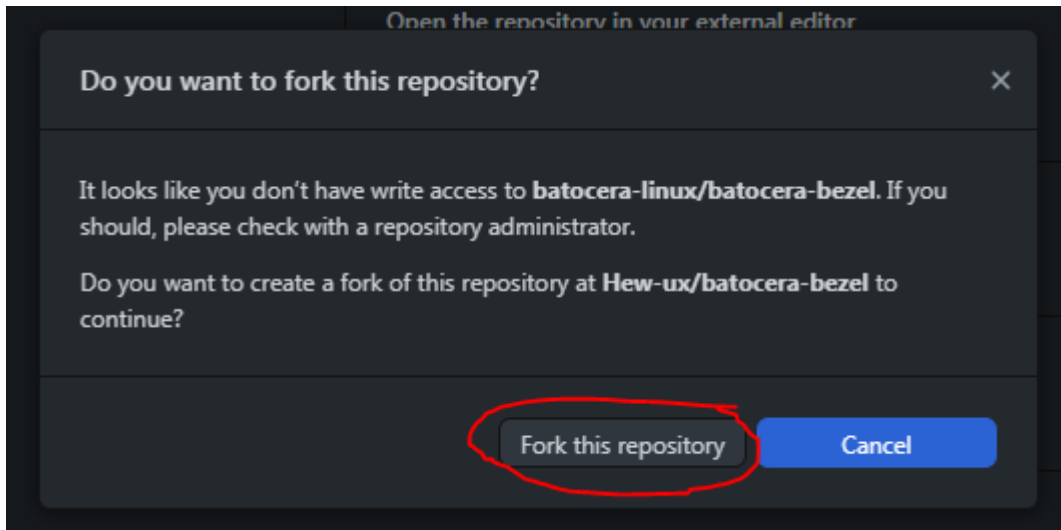 Open the repository in your external editor
Do you want to fork this repository?
It looks like you don't have write access to batocera-linux/batocera-bezel. If you
should, please check with a repository administrator.
Do you want to create a fork of this repository at Hew-ux/batocera-bezel to
continue?
Fork this repository
Cancel